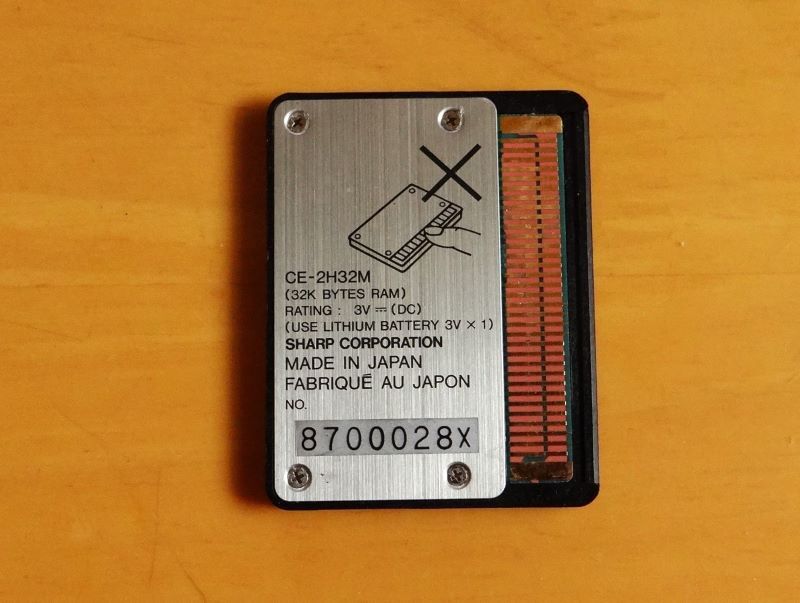 CE-2H32M
(32K BYTES RAM)
RATING : 3V ⎓ (DC)
(USE LITHIUM BATTERY 3V × 1)
SHARP CORPORATION
MADE IN JAPAN
FABRIQUÉ AU JAPON
NO.
8700028X